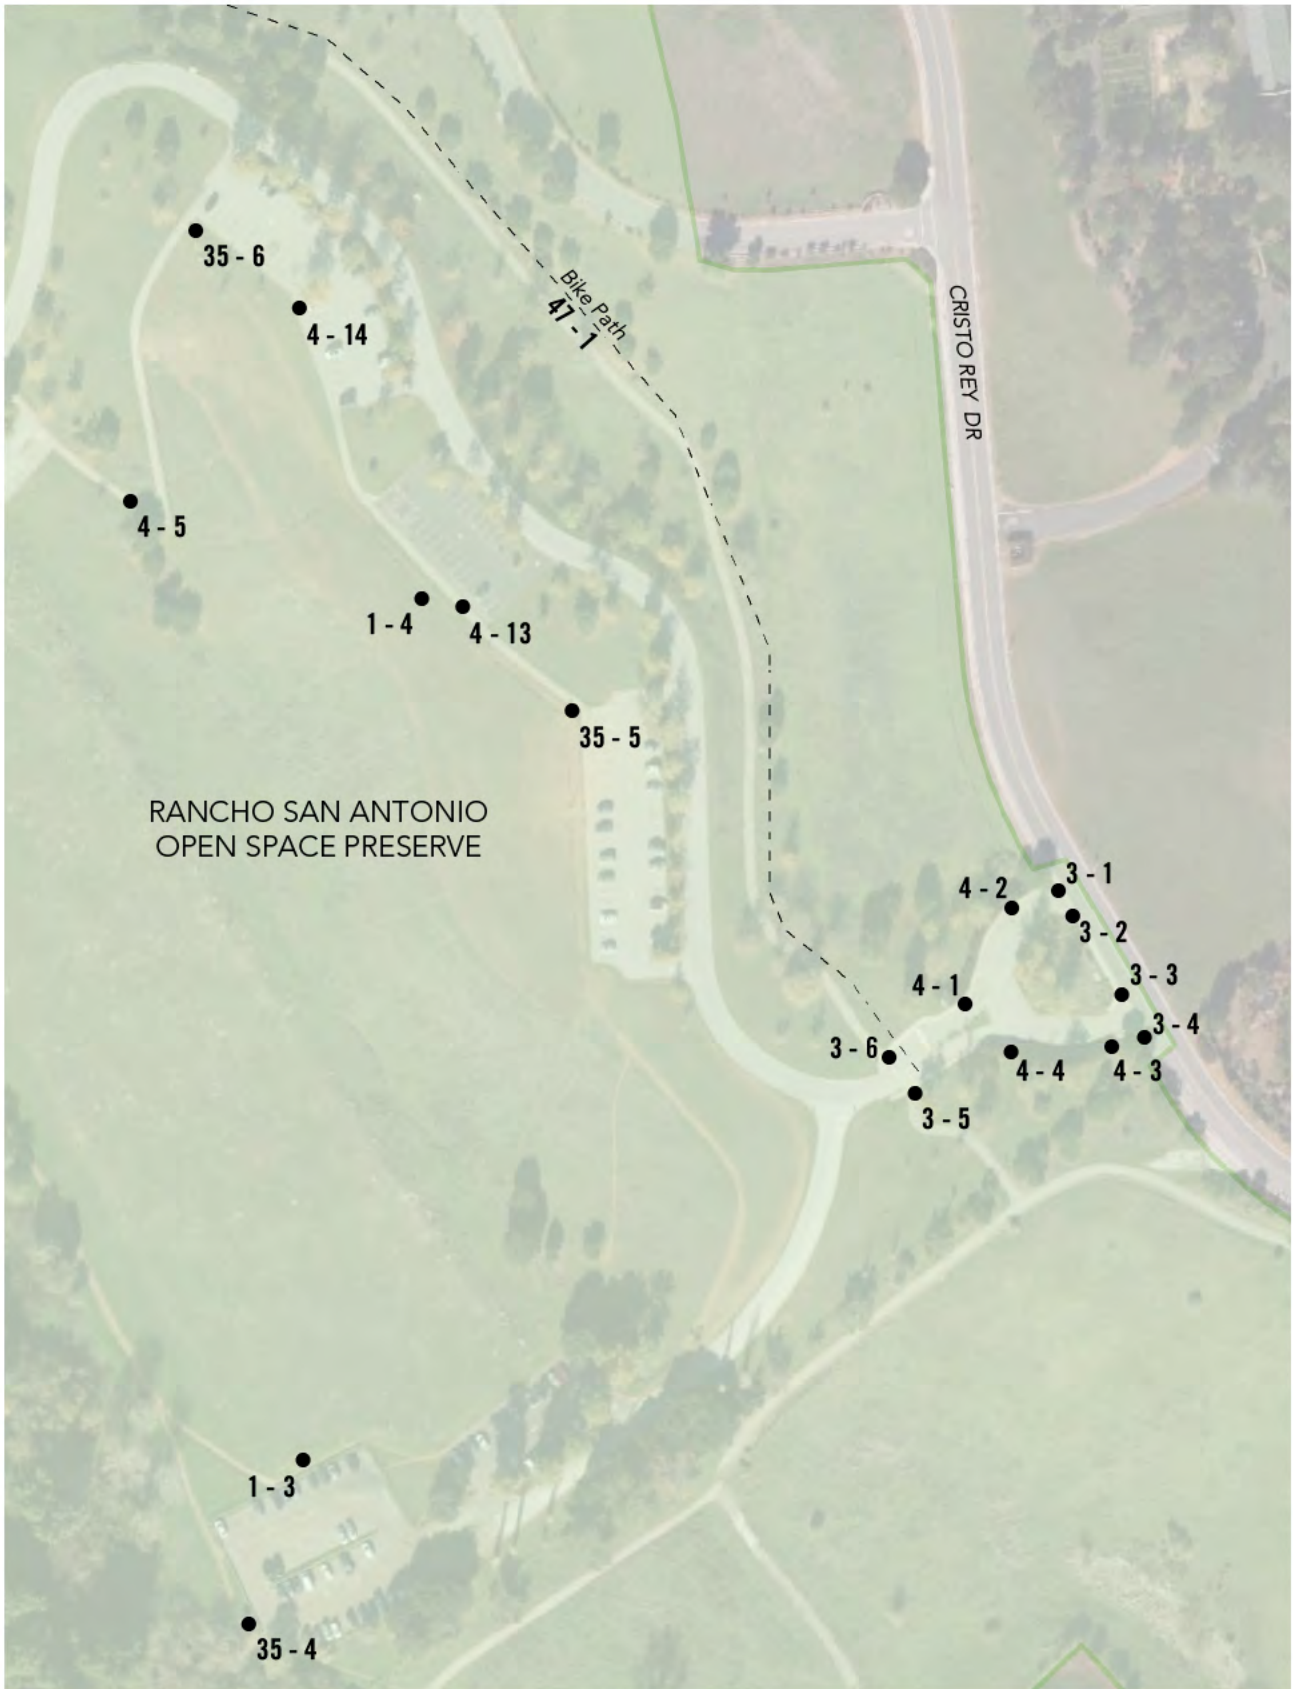 35 - 6
4 - 14
Bike Path
47 - 1
CRISTO REY DR
4 - 5
1 - 4
4 - 13
35 - 5
RANCHO SAN ANTONIO
OPEN SPACE PRESERVE
3 - 1
4 - 2
3 - 2
3 - 3
4 - 1
3 - 4
3 - 6
4 - 4
4 - 3
3 - 5
1 - 3
35 - 4